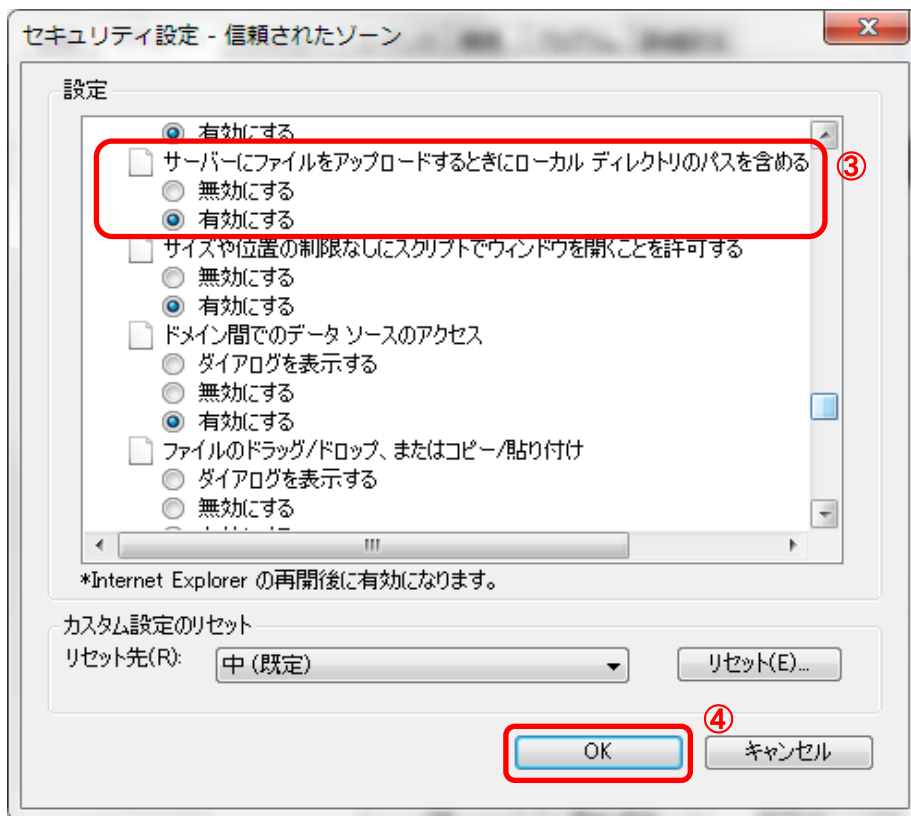 セキュリティ設定 - 信頼されたゾーン
設定
有効にする
サーバーにファイルをアップロードするときにローカル ディレクトリのパスを含める
③
無効にする
有効にする
サイズや位置の制限なしにスクリプトでウィンドウを開くことを許可する
無効にする
有効にする
ドメイン間でのデータ ソースのアクセス
ダイアログを表示する
無効にする
有効にする
ファイルのドラッグ/ドロップ、またはコピー/貼り付け
ダイアログを表示する
無効にする
*Internet Explorer の再開後に有効になります。
カスタム設定のリセット
リセット先(R): 中 (既定) リセット(E)...
④
OK キャンセル